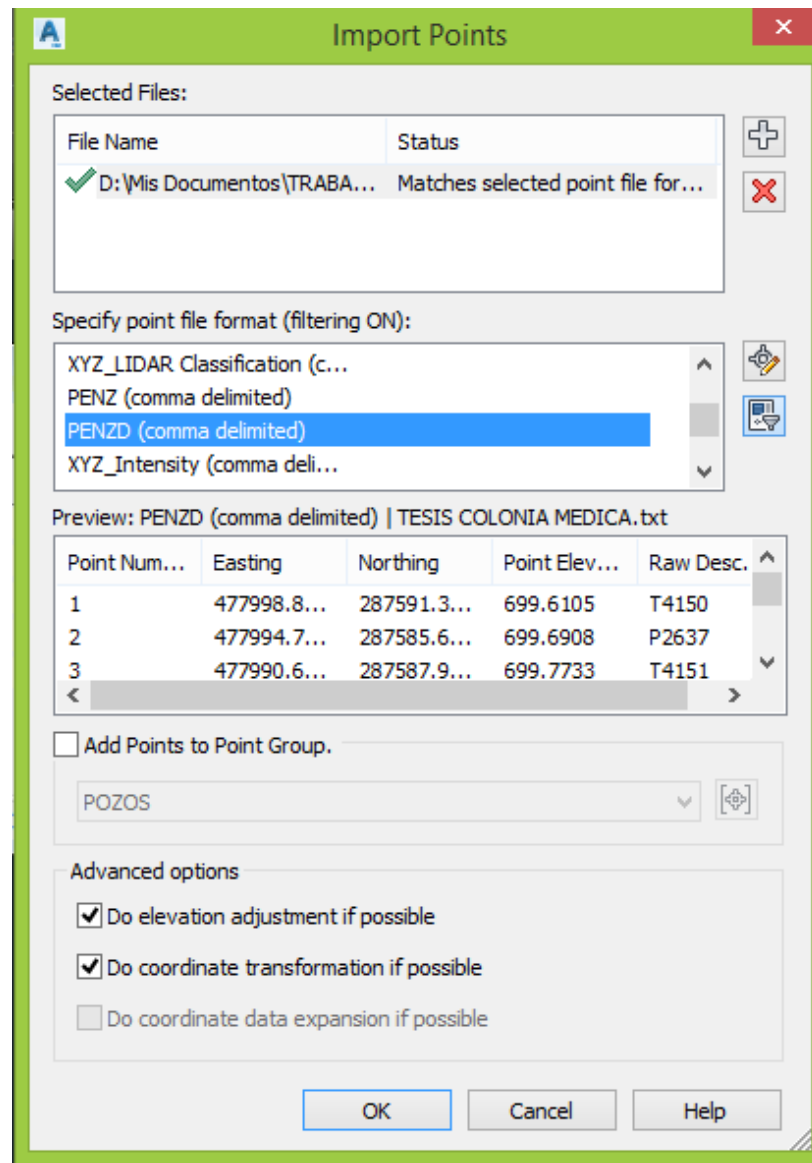 Import Points
Selected Files:
File Name Status
D:\Mis Documentos\TRABA... Matches selected point file for...
Specify point file format (filtering ON):
XYZ_LIDAR Classification (c...
PENZ (comma delimited)
PENZD (comma delimited)
XYZ_Intensity (comma deli...
Preview: PENZD (comma delimited) | TESIS COLONIA MEDICA.txt
Point Num... Easting Northing Point Elev... Raw Desc.
1 477998.8... 287591.3... 699.6105 T4150
2 477994.7... 287585.6... 699.6908 P2637
3 477990.6... 287587.9... 699.7733 T4151
Add Points to Point Group.
POZOS
Advanced options
Do elevation adjustment if possible
Do coordinate transformation if possible
Do coordinate data expansion if possible
OK Cancel Help